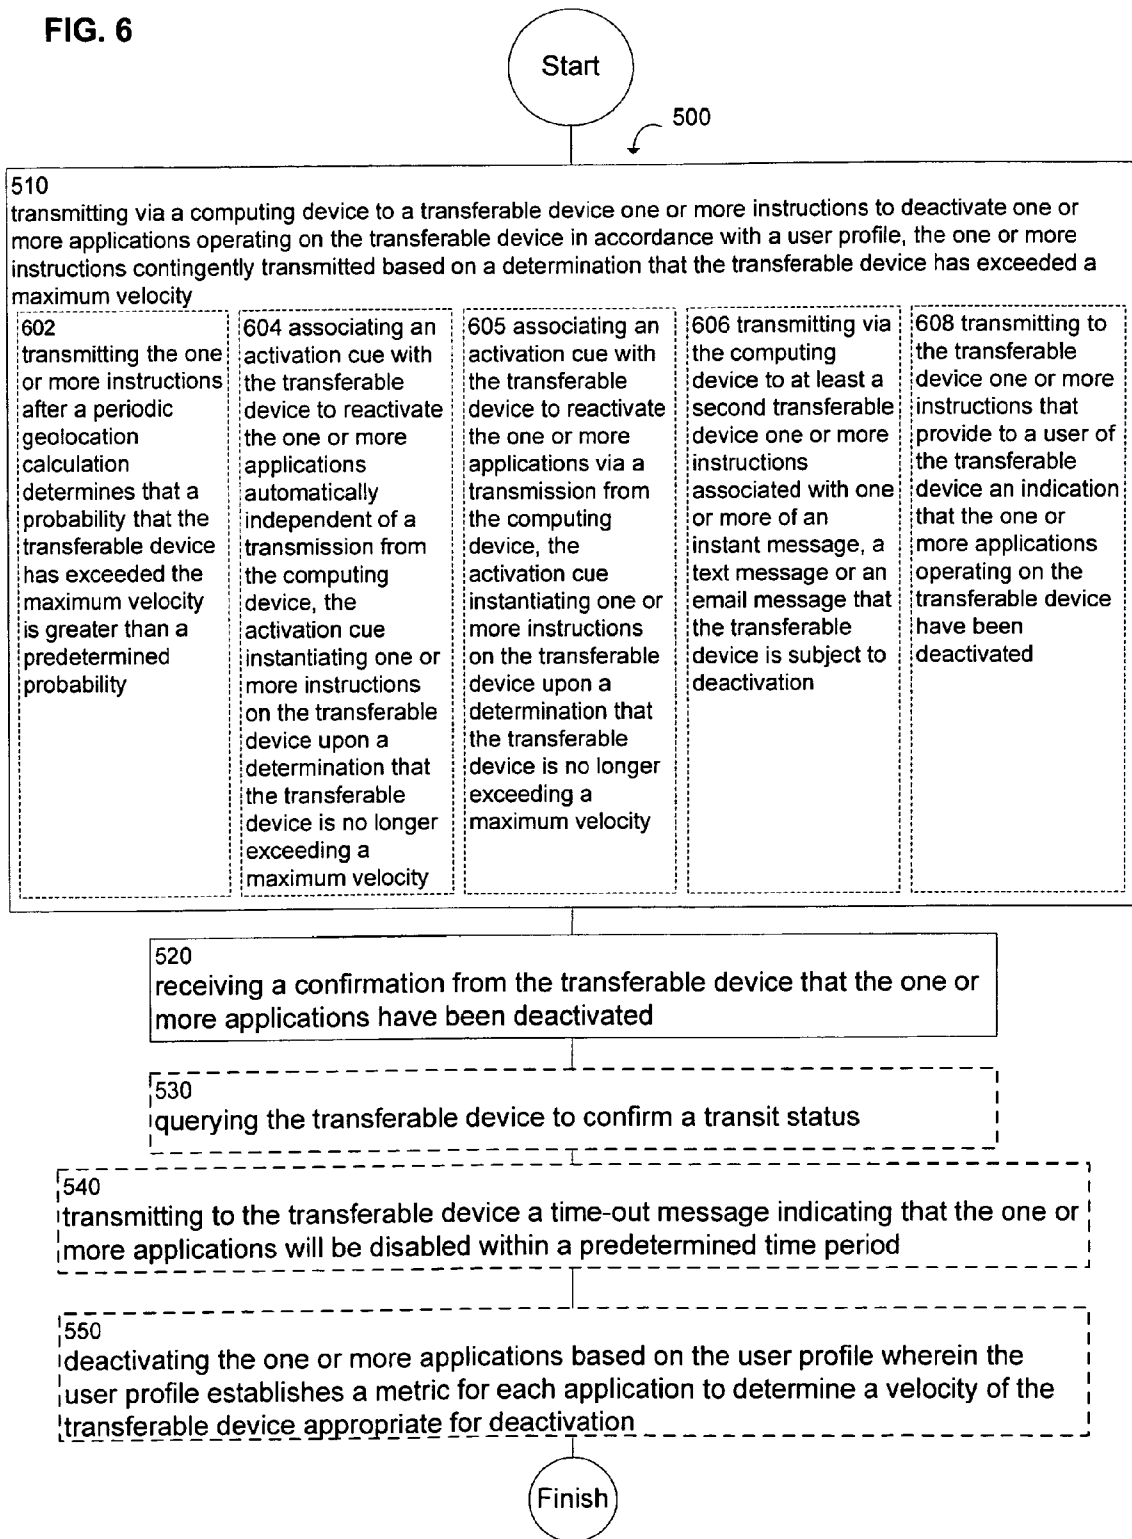 FIG. 6
Start
500
510
transmitting via a computing device to a transferable device one or more instructions to deactivate one or
more applications operating on the transferable device in accordance with a user profile, the one or more
instructions contingently transmitted based on a determination that the transferable device has exceeded a
maximum velocity
602
transmitting the one
or more instructions
after a periodic
geolocation
calculation
determines that a
probability that the
transferable device
has exceeded the
maximum velocity
is greater than a
predetermined
probability
604 associating an
activation cue with
the transferable
device to reactivate
the one or more
applications
automatically
independent of a
transmission from
the computing
device, the
activation cue
instantiating one or
more instructions
on the transferable
device upon a
determination that
the transferable
device is no longer
exceeding a
maximum velocity
605 associating an
activation cue with
the transferable
device to reactivate
the one or more
applications via a
transmission from
the computing
device, the
activation cue
instantiating one or
more instructions
on the transferable
device upon a
determination that
the transferable
device is no longer
exceeding a
maximum velocity
606 transmitting via
the computing
device to at least a
second transferable
device one or more
instructions
associated with one
or more of an
instant message, a
text message or an
email message that
the transferable
device is subject to
deactivation
608 transmitting to
the transferable
device one or more
instructions that
provide to a user of
the transferable
device an indication
that the one or
more applications
operating on the
transferable device
have been
deactivated
520
receiving a confirmation from the transferable device that the one or
more applications have been deactivated
530
querying the transferable device to confirm a transit status
540
transmitting to the transferable device a time-out message indicating that the one or
more applications will be disabled within a predetermined time period
550
deactivating the one or more applications based on the user profile wherein the
user profile establishes a metric for each application to determine a velocity of the
transferable device appropriate for deactivation
Finish